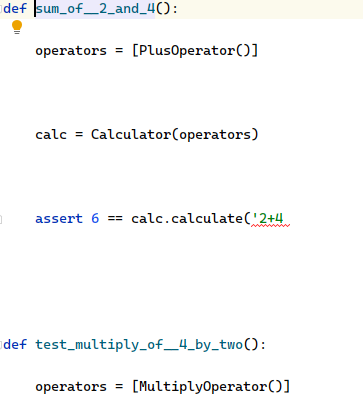 def sum_of__2_and_4():
operators = [PlusOperator()]
calc = Calculator(operators)
assert 6 == calc.calculate('2+4
def test_multiply_of__4_by_two():
operators = [MultiplyOperator()]